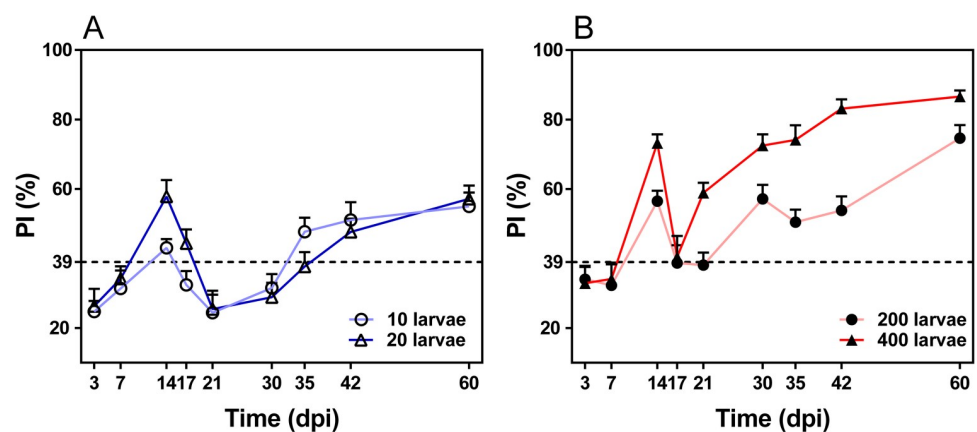 A
PI (%)
100
80
60
39
20
10 larvae
20 larvae
3 7 14 17 21 30 35 42 60
Time (dpi)
B
PI (%)
100
80
60
39
20
200 larvae
400 larvae
3 7 14 17 21 30 35 42 60
Time (dpi)